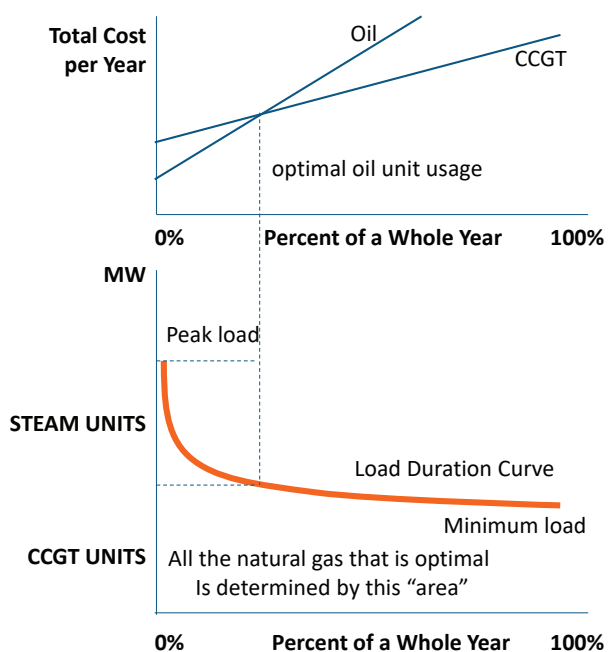 Total Cost
per Year
Oil
CCGT
optimal oil unit usage
0% Percent of a Whole Year 100%
MW
Peak load
STEAM UNITS
Load Duration Curve
Minimum load
CCGT UNITS
All the natural gas that is optimal
Is determined by this “area”
0% Percent of a Whole Year 100%